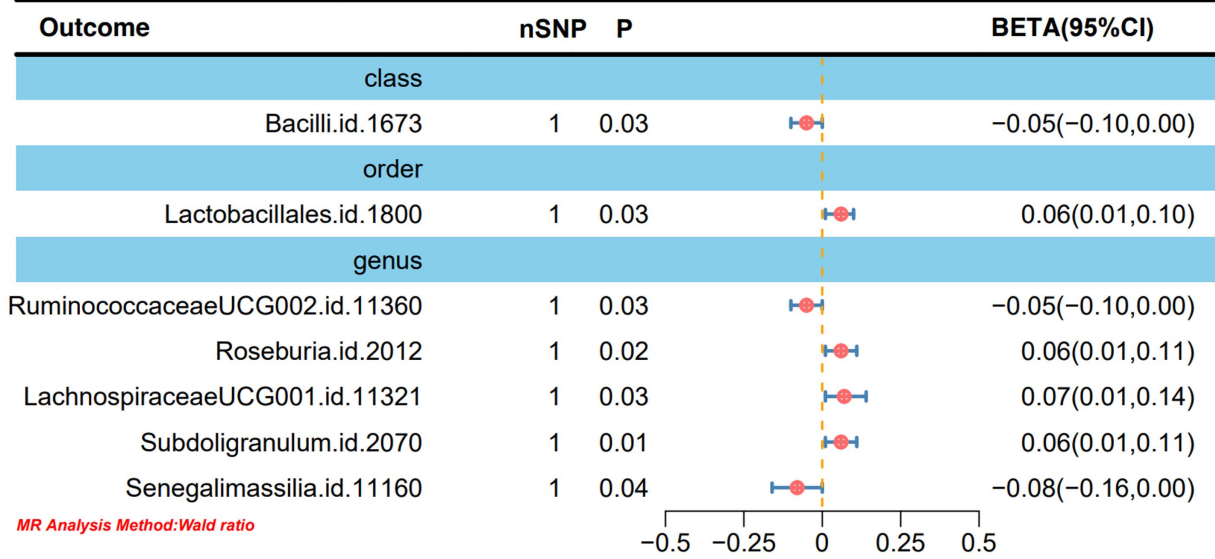 Outcome nSNP P BETA(95%CI)
class
Bacilli.id.1673 1 0.03 −0.05(−0.10,0.00)
order
Lactobacillales.id.1800 1 0.03 0.06(0.01,0.10)
genus
RuminococcaceaeUCG002.id.11360 1 0.03 −0.05(−0.10,0.00)
Roseburia.id.2012 1 0.02 0.06(0.01,0.11)
LachnospiraceaeUCG001.id.11321 1 0.03 0.07(0.01,0.14)
Subdoligranulum.id.2070 1 0.01 0.06(0.01,0.11)
Senegalimassilia.id.11160 1 0.04 −0.08(−0.16,0.00)
MR Analysis Method:Wald ratio
−0.5 −0.25 0 0.25 0.5